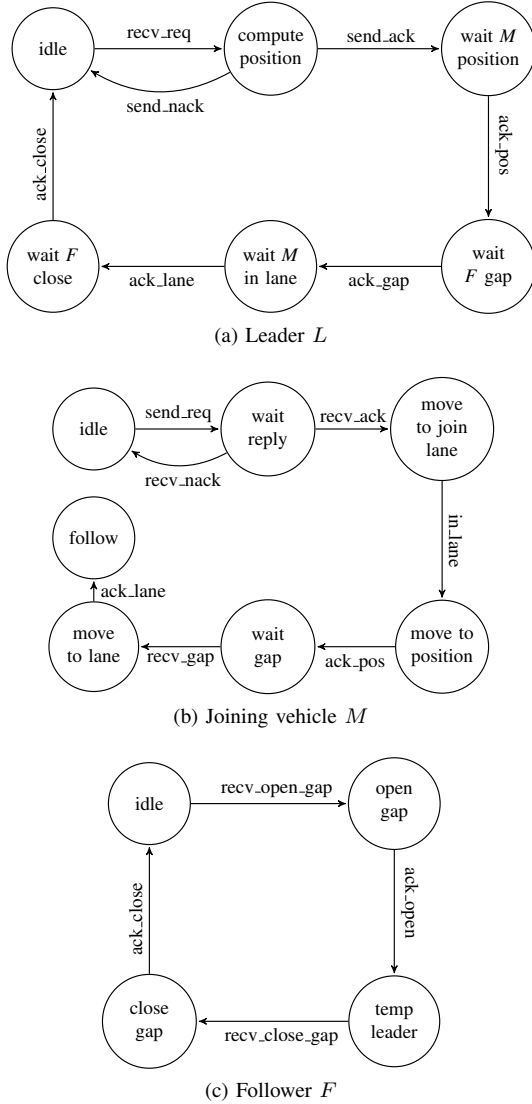 idle
recv_req
compute
position
send_ack
wait M
position
send_nack
ack_close
ack_pos
wait F
close
ack_lane
wait M
in lane
ack_gap
wait
F gap
(a) Leader L
idle
send_req
wait
reply
recv_ack
move
to join
lane
recv_nack
in_lane
follow
ack_lane
move
to lane
recv_gap
wait
gap
ack_pos
move to
position
(b) Joining vehicle M
idle
recv_open_gap
open
gap
ack_close
ack_open
close
gap
recv_close_gap
temp
leader
(c) Follower F